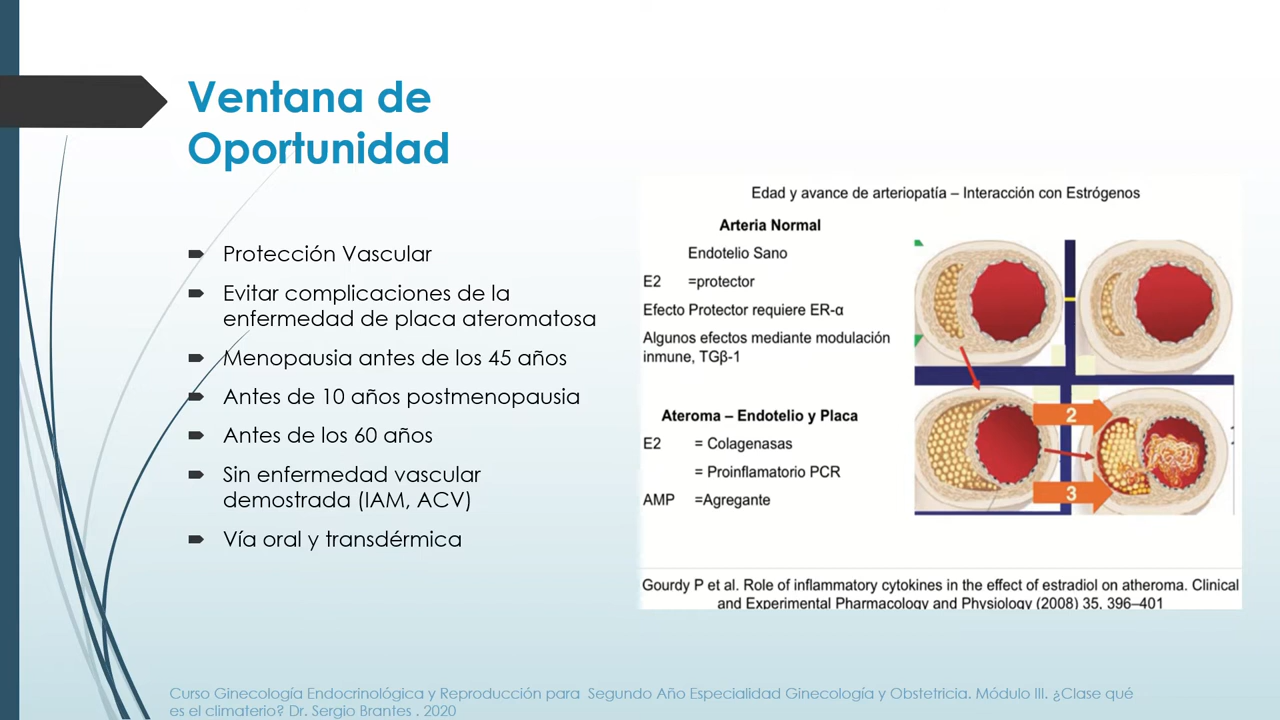 Ventana de
Oportunidad
Protección Vascular
Evitar complicaciones de la
enfermedad de placa ateromatosa
Menopausia antes de los 45 años
Antes de 10 años postmenopausia
Antes de los 60 años
Sin enfermedad vascular
demostrada (IAM, ACV)
Vía oral y transdérmica
Edad y avance de arteriopatía – Interacción con Estrógenos
Arteria Normal
Endotelio Sano
E2 =protector
Efecto Protector requiere ER-α
Algunos efectos mediante modulación
inmune, TGβ-1
Ateroma – Endotelio y Placa
E2 = Colagenasas
= Proinflamatorio PCR
AMP =Agregante
2
3
Gourdy P et al. Role of inflammatory cytokines in the effect of estradiol on atheroma. Clinical
and Experimental Pharmacology and Physiology (2008) 35, 396–401
Curso Ginecología Endocrinológica y Reproducción para Segundo Año Especialidad Ginecología y Obstetricia. Módulo III. ¿Clase qué
es el climaterio? Dr. Sergio Brantes . 2020